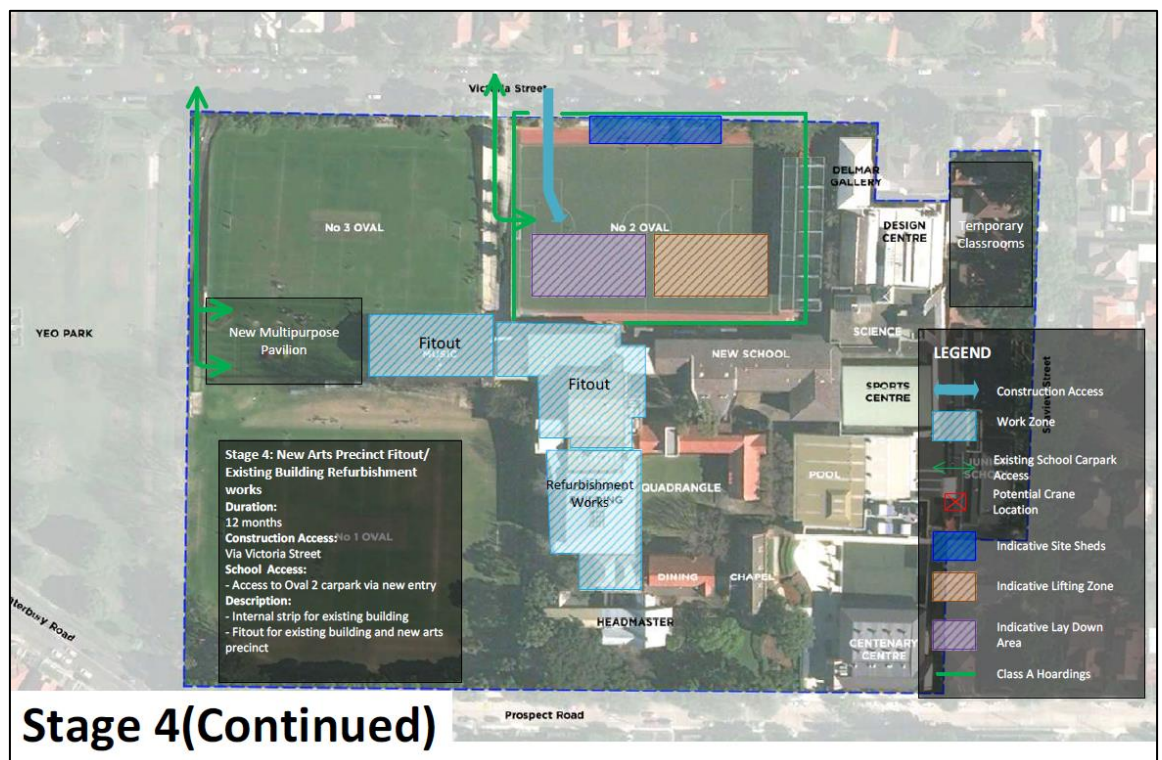 Victoria Street
No 3 OVAL
No 2 OVAL
DELMAR
GALLERY
DESIGN
CENTRE
Temporary
Classrooms
YEO PARK
New Multipurpose
Pavilion
Fitout
MUSIC
Fitout
NEW SCHOOL
SCIENCE
SPORTS
CENTRE
Refurbishment
Works
QUADRANGLE
POOL
DINING
CHAPEL
HEADMASTER
CENTENARY
CENTRE
No 1 OVAL
Stage 4: New Arts Precinct Fitout/
Existing Building Refurbishment
works
Duration:
12 months
Construction Access:
Via Victoria Street
School Access:
- Access to Oval 2 carpark via new entry
Description:
- Internal strip for existing building
- Fitout for existing building and new arts
precinct
LEGEND
Construction Access
Work Zone
Existing School Carpark
Access
Potential Crane
Location
Indicative Site Sheds
Indicative Lifting Zone
Indicative Lay Down
Area
Class A Hoardings
Road
Prospect Road
Stage 4(Continued)